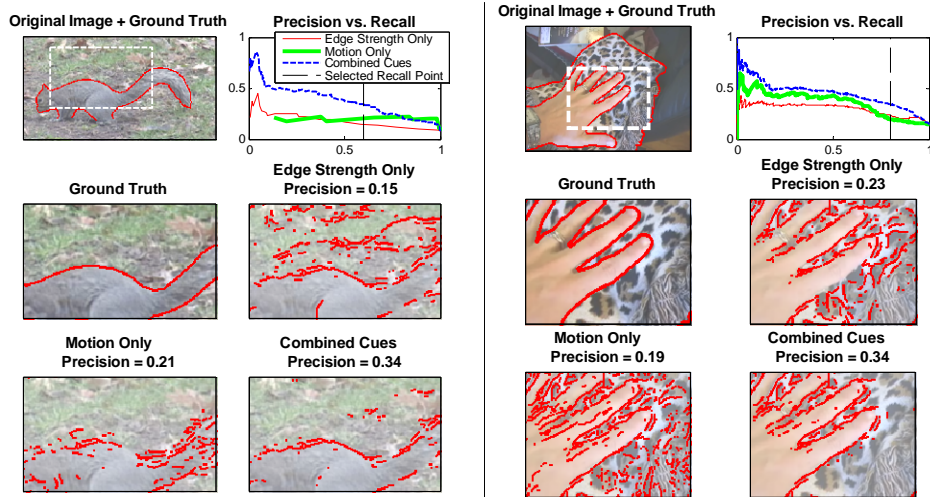 Original Image + Ground Truth
Precision vs. Recall
1
0.5
0
0
0.5
1
Edge Strength Only
Motion Only
Combined Cues
Selected Recall Point
Ground Truth
Edge Strength Only
Precision = 0.15
Motion Only
Precision = 0.21
Combined Cues
Precision = 0.34
Original Image + Ground Truth
Precision vs. Recall
1
0.5
0
0
0.5
1
Ground Truth
Edge Strength Only
Precision = 0.23
Motion Only
Precision = 0.19
Combined Cues
Precision = 0.34